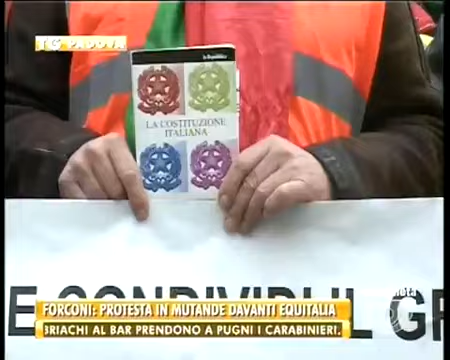 TG PADOVA
la Repubblica
LA COSTITUZIONE
ITALIANA
E CONDIVIDI IL GR
FORCONI: PROTESTA IN MUTANDE DAVANTI EQUITALIA
BRIACHI AL BAR PRENDONO A PUGNI I CARABINIERI.